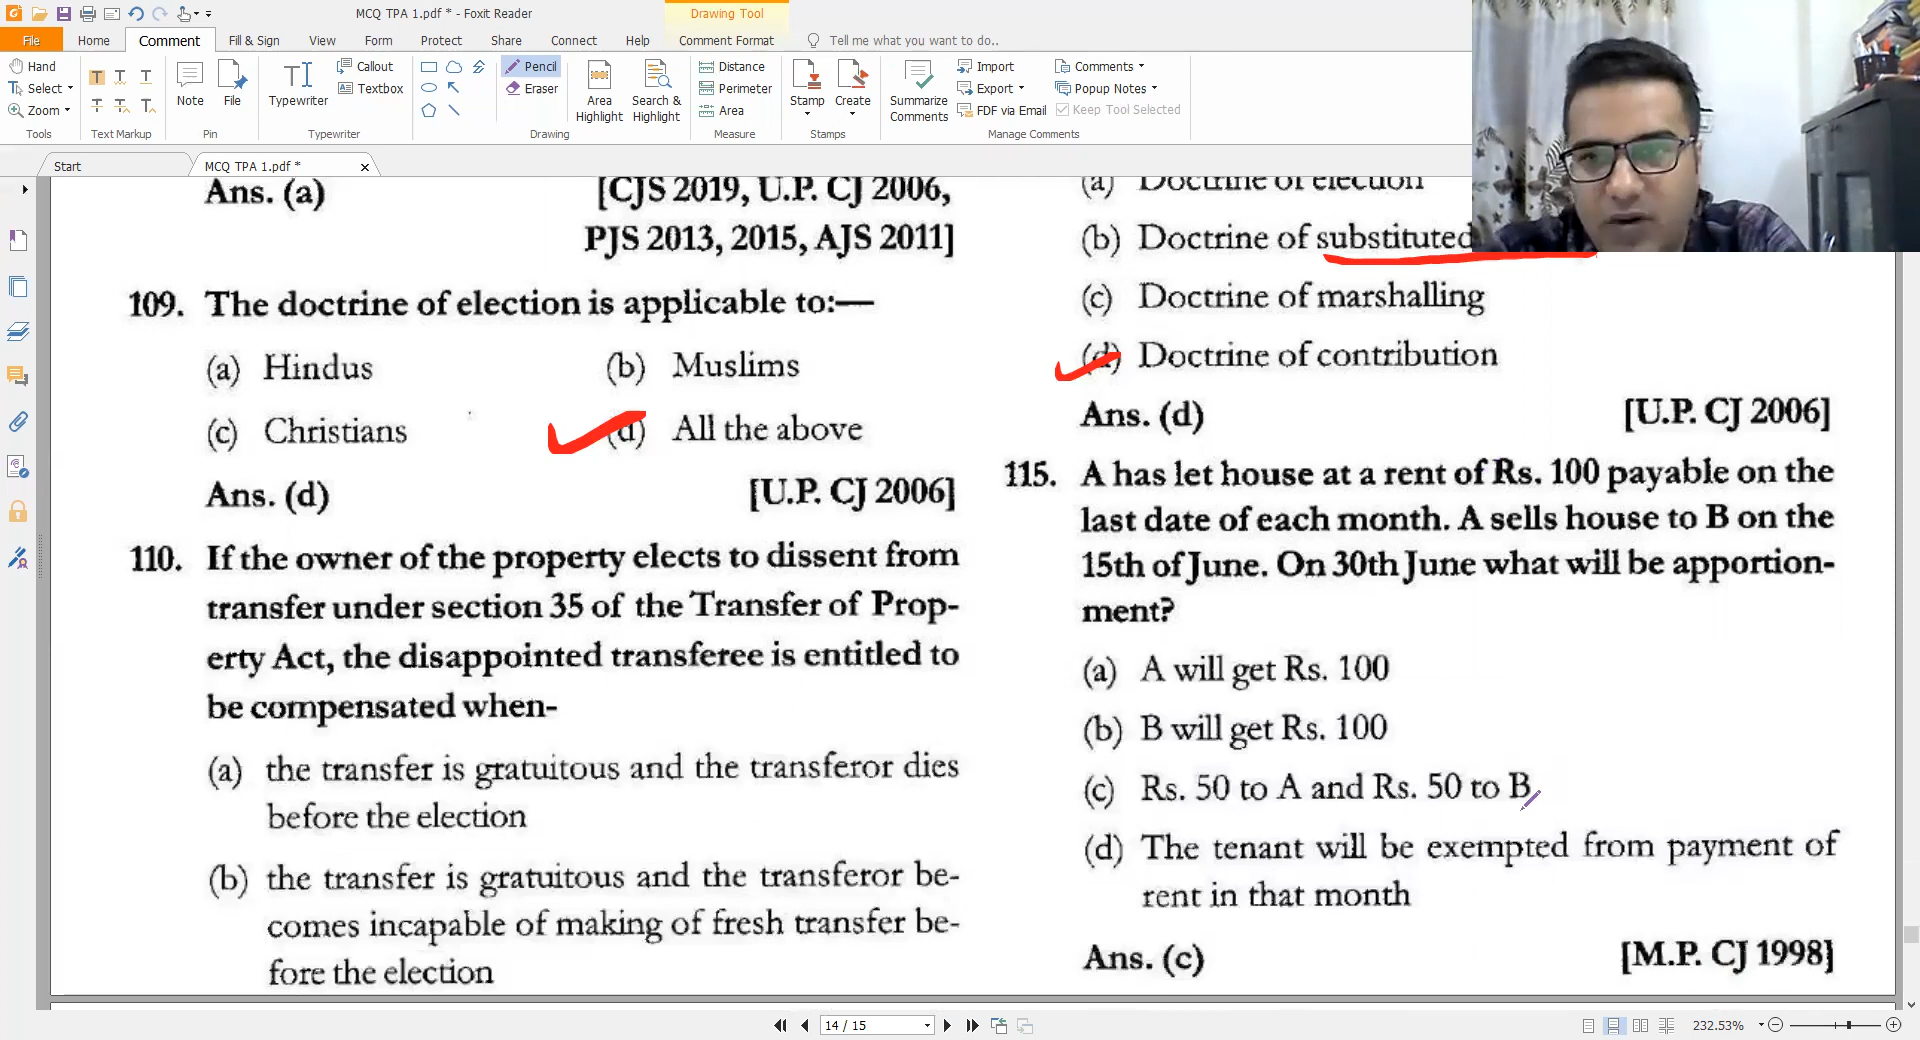 MCQ TPA 1.pdf * - Foxit Reader
Drawing Tool
File
Home
Comment
Fill & Sign
View
Form
Protect
Share
Connect
Help
Comment Format
Tell me what you want to do..
Hand
Select
Zoom
Tools
Text Markup
Note
File
Pin
Typewriter
Callout
Textbox
Typewriter
Pencil
Eraser
Drawing
Area
Highlight
Search &
Highlight
Distance
Perimeter
Area
Measure
Stamp
Create
Stamps
Summarize
Comments
Import
Export
FDF via Email
Comments
Popup Notes
Keep Tool Selected
Manage Comments
Start
MCQ TPA 1.pdf *
Ans. (a) [CJS 2019, U.P. CJ 2006,
PJS 2013, 2015, AJS 2011]
109. The doctrine of election is applicable to:—
(a) Hindus (b) Muslims
(c) Christians (d) All the above
Ans. (d) [U.P. CJ 2006]
110. If the owner of the property elects to dissent from
transfer under section 35 of the Transfer of Prop-
erty Act, the disappointed transferee is entitled to
be compensated when-
(a) the transfer is gratuitous and the transferor dies
before the election
(b) the transfer is gratuitous and the transferor be-
comes incapable of making of fresh transfer be-
fore the election
(a) Doctrine of election
(b) Doctrine of substituted
(c) Doctrine of marshalling
(d) Doctrine of contribution
Ans. (d) [U.P. CJ 2006]
115. A has let house at a rent of Rs. 100 payable on the
last date of each month. A sells house to B on the
15th of June. On 30th June what will be apportion-
ment?
(a) A will get Rs. 100
(b) B will get Rs. 100
(c) Rs. 50 to A and Rs. 50 to B
(d) The tenant will be exempted from payment of
rent in that month
Ans. (c) [M.P. CJ 1998]
14 / 15
232.53%